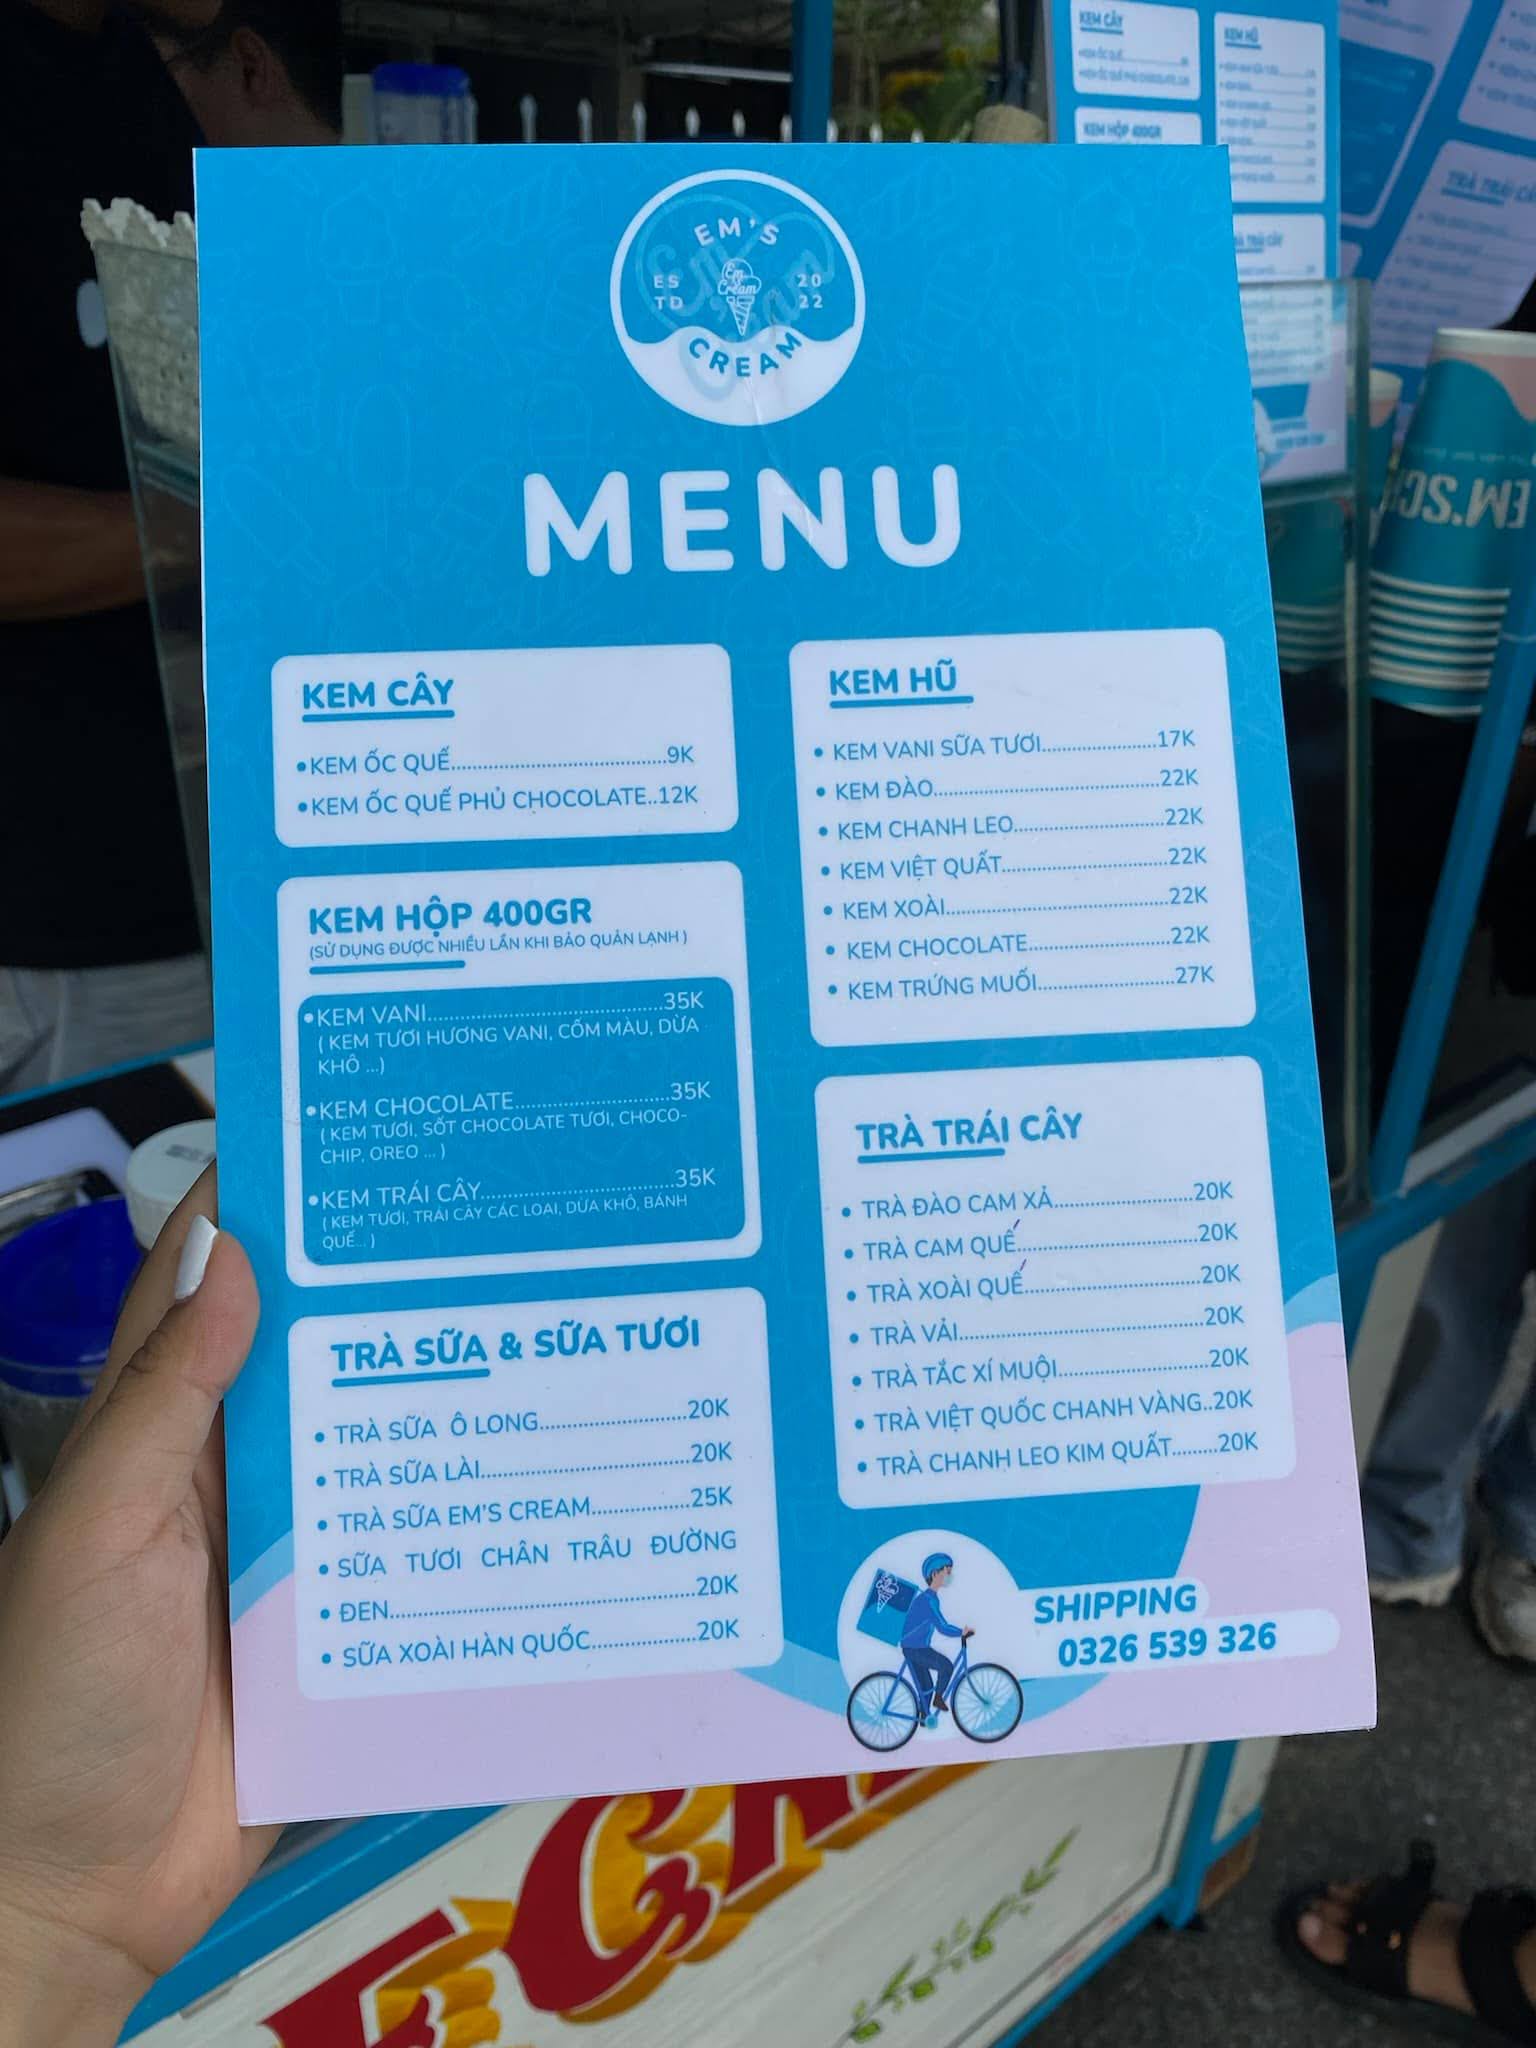 EM'S
ES TD
20 22
Em Cream
CREAM
MENU
KEM CÂY
•KEM ỐC QUẾ.......................................9K
•KEM ỐC QUẾ PHỦ CHOCOLATE..12K
KEM HỘP 400GR
(SỬ DỤNG ĐƯỢC NHIỀU LẦN KHI BẢO QUẢN LẠNH )
•KEM VANI.......................................35K
( KEM TƯƠI HƯƠNG VANI, CỐM MÀU, DỪA
KHÔ ...)
•KEM CHOCOLATE..........................35K
( KEM TƯƠI, SỐT CHOCOLATE TƯƠI, CHOCO-
CHIP, OREO ... )
•KEM TRÁI CÂY................................35K
( KEM TƯƠI, TRÁI CÂY CÁC LOẠI, DỪA KHÔ, BÁNH
QUẾ... )
TRÀ SỮA & SỮA TƯƠI
• TRÀ SỮA Ô LONG.........................20K
• TRÀ SỮA LÀI...................................20K
• TRÀ SỮA EM'S CREAM................25K
• SỮA TƯƠI CHÂN TRÂU ĐƯỜNG
• ĐEN...................................................20K
• SỮA XOÀI HÀN QUỐC.................20K
KEM HŨ
• KEM VANI SỮA TƯƠI....................17K
• KEM ĐÀO.......................................22K
• KEM CHANH LEO..........................22K
• KEM VIỆT QUẤT............................22K
• KEM XOÀI......................................22K
• KEM CHOCOLATE.........................22K
• KEM TRỨNG MUỐI.......................27K
TRÀ TRÁI CÂY
• TRÀ ĐÀO CAM XẢ.......................20K
• TRÀ CAM QUẾ..............................20K
• TRÀ XOÀI QUẾ.............................20K
• TRÀ VẢI.........................................20K
• TRÀ TẮC XÍ MUỘI.........................20K
• TRÀ VIỆT QUỐC CHANH VÀNG..20K
• TRÀ CHANH LEO KIM QUẤT........20K
SHIPPING
0326 539 326
KEM CÂY
KEM HŨ
KEM HỘP 400GR